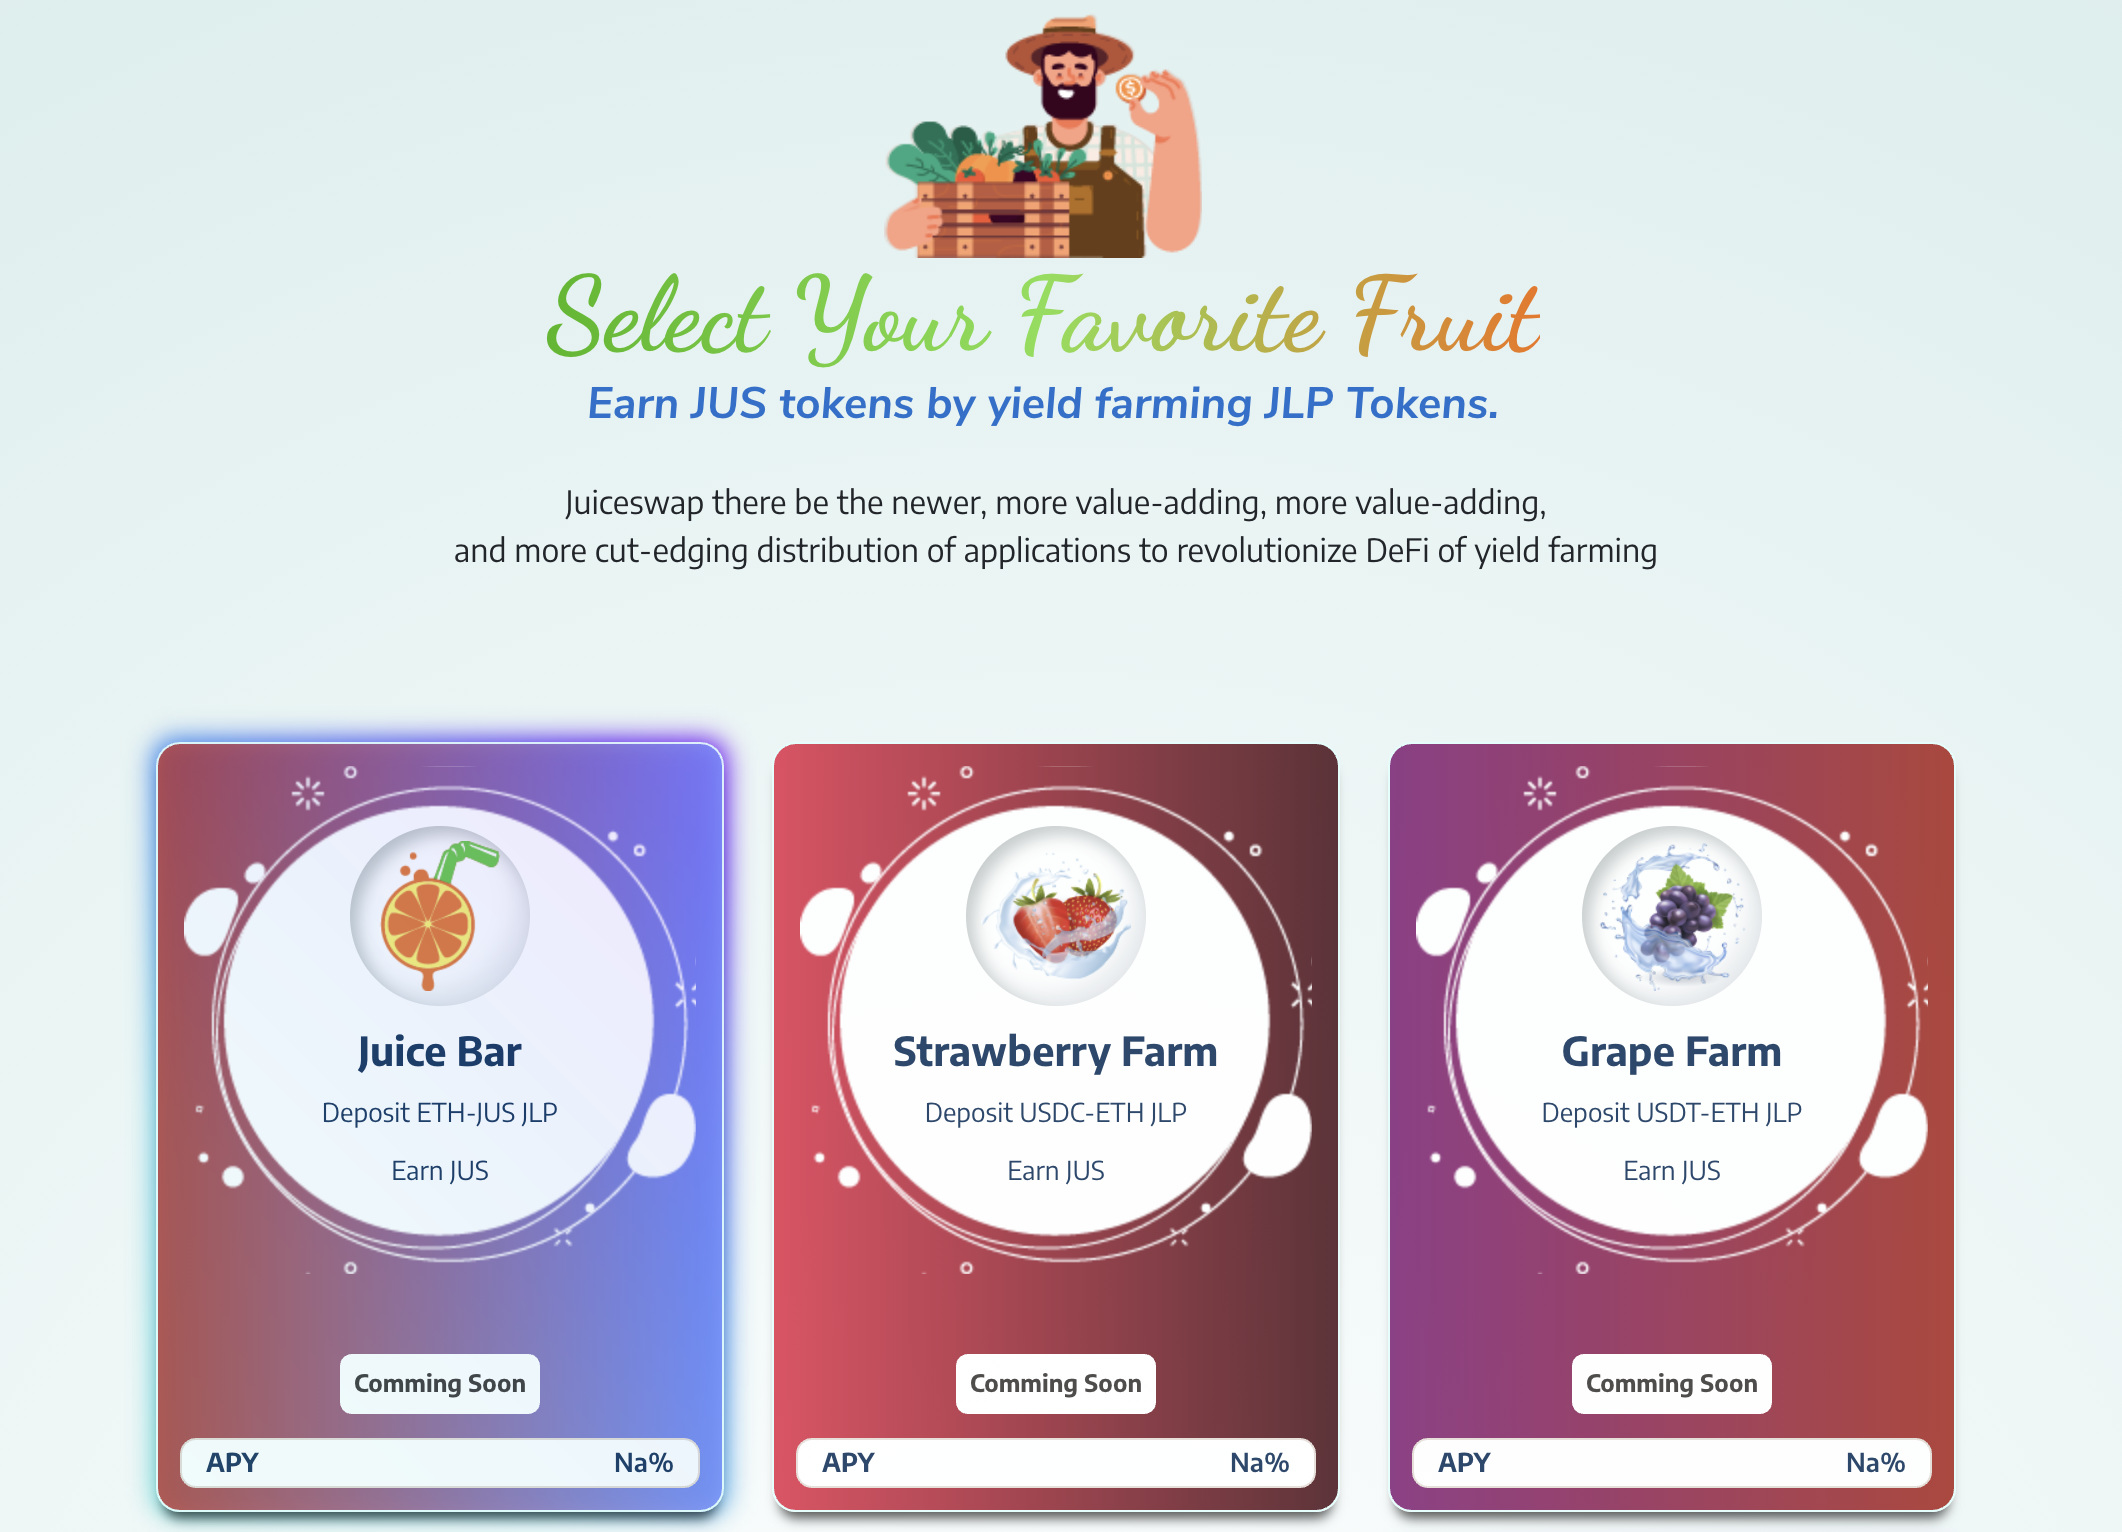 Select Your Favorite Fruit
Earn JUS tokens by yield farming JLP Tokens.
Juiceswap there be the newer, more value-adding, more value-adding,
and more cut-edging distribution of applications to revolutionize DeFi of yield farming
Juice Bar
Deposit ETH-JUS JLP
Earn JUS
Comming Soon
APY Na%
Strawberry Farm
Deposit USDC-ETH JLP
Earn JUS
Comming Soon
APY Na%
Grape Farm
Deposit USDT-ETH JLP
Earn JUS
Comming Soon
APY Na%